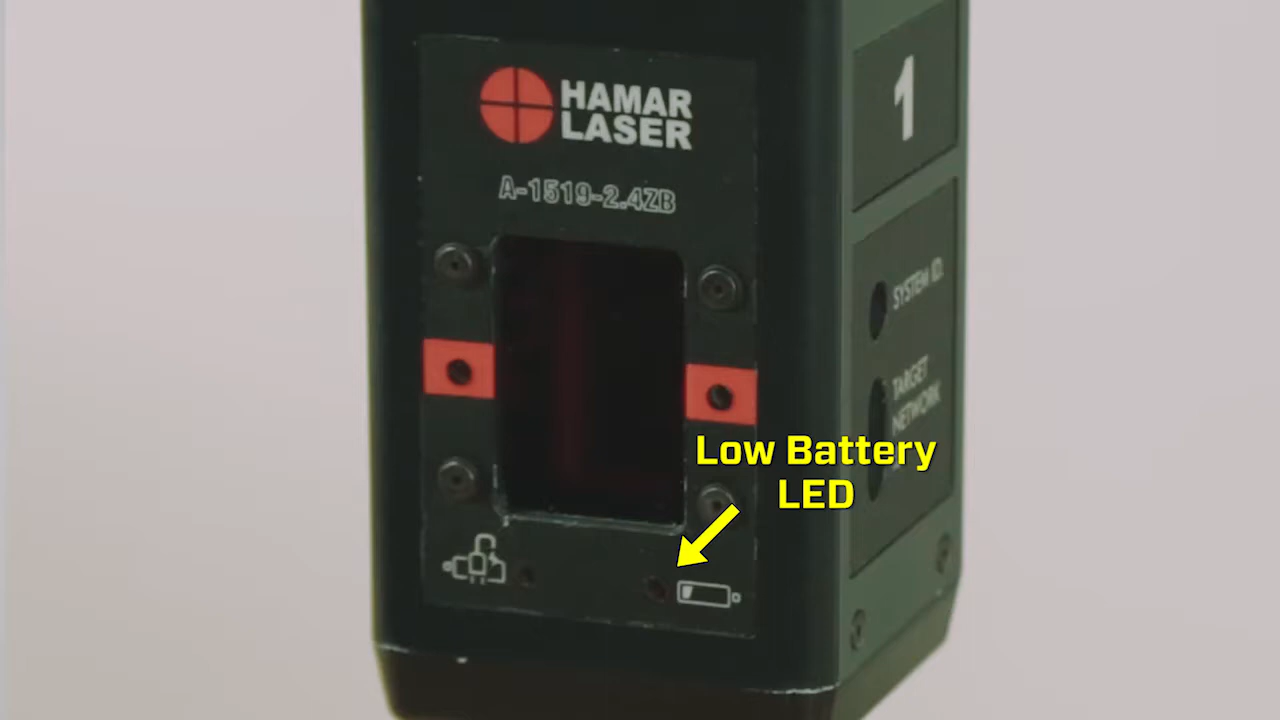 HAMAR
LASER
A-1519-2.4ZB
1
SYSTEM ID.
TARGET
NETWORK
Low Battery
LED